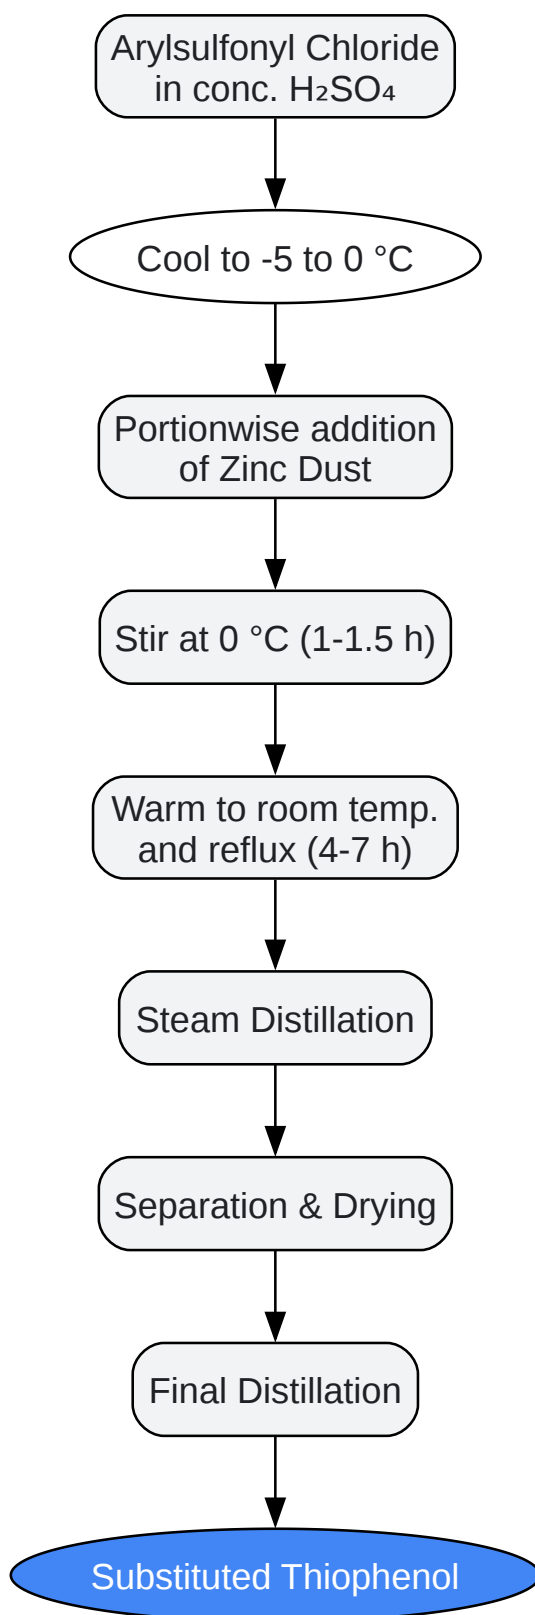 Arylsulfonyl Chloride
in conc. H₂SO₄
Cool to -5 to 0 °C
Portionwise addition
of Zinc Dust
Stir at 0 °C (1-1.5 h)
Warm to room temp.
and reflux (4-7 h)
Steam Distillation
Separation & Drying
Final Distillation
Substituted Thiophenol